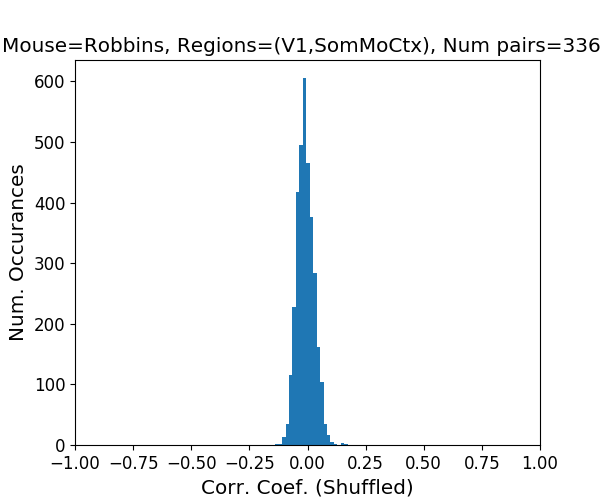 Mouse=Robbins, Regions=(V1,SomMoCtx), Num pairs=336
600
500
400
300
200
100
0
Num. Occurances
−1.00 −0.75 −0.50 −0.25 0.00 0.25 0.50 0.75 1.00
Corr. Coef. (Shuffled)